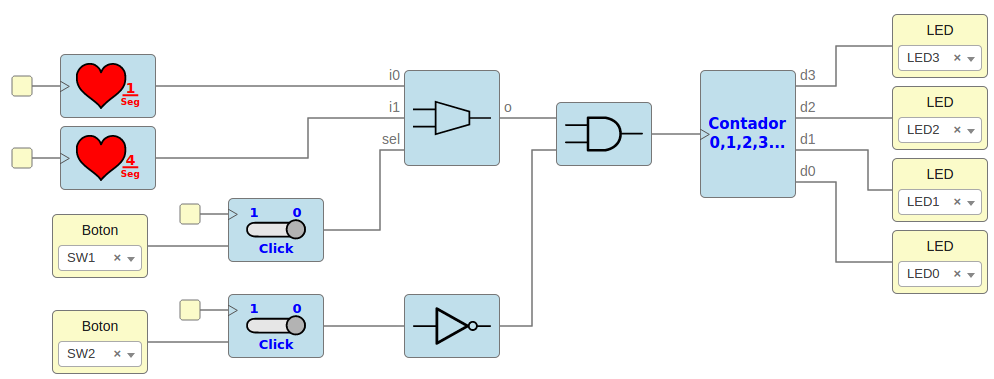 LED
LED3 ×
1
Seg
i0
i1
sel
o
d3
d2
d1
d0
Contador
0,1,2,3...
LED
LED2 ×
4
Seg
LED
LED1 ×
1 0
Click
Boton
SW1 ×
LED
LED0 ×
1 0
Click
Boton
SW2 ×